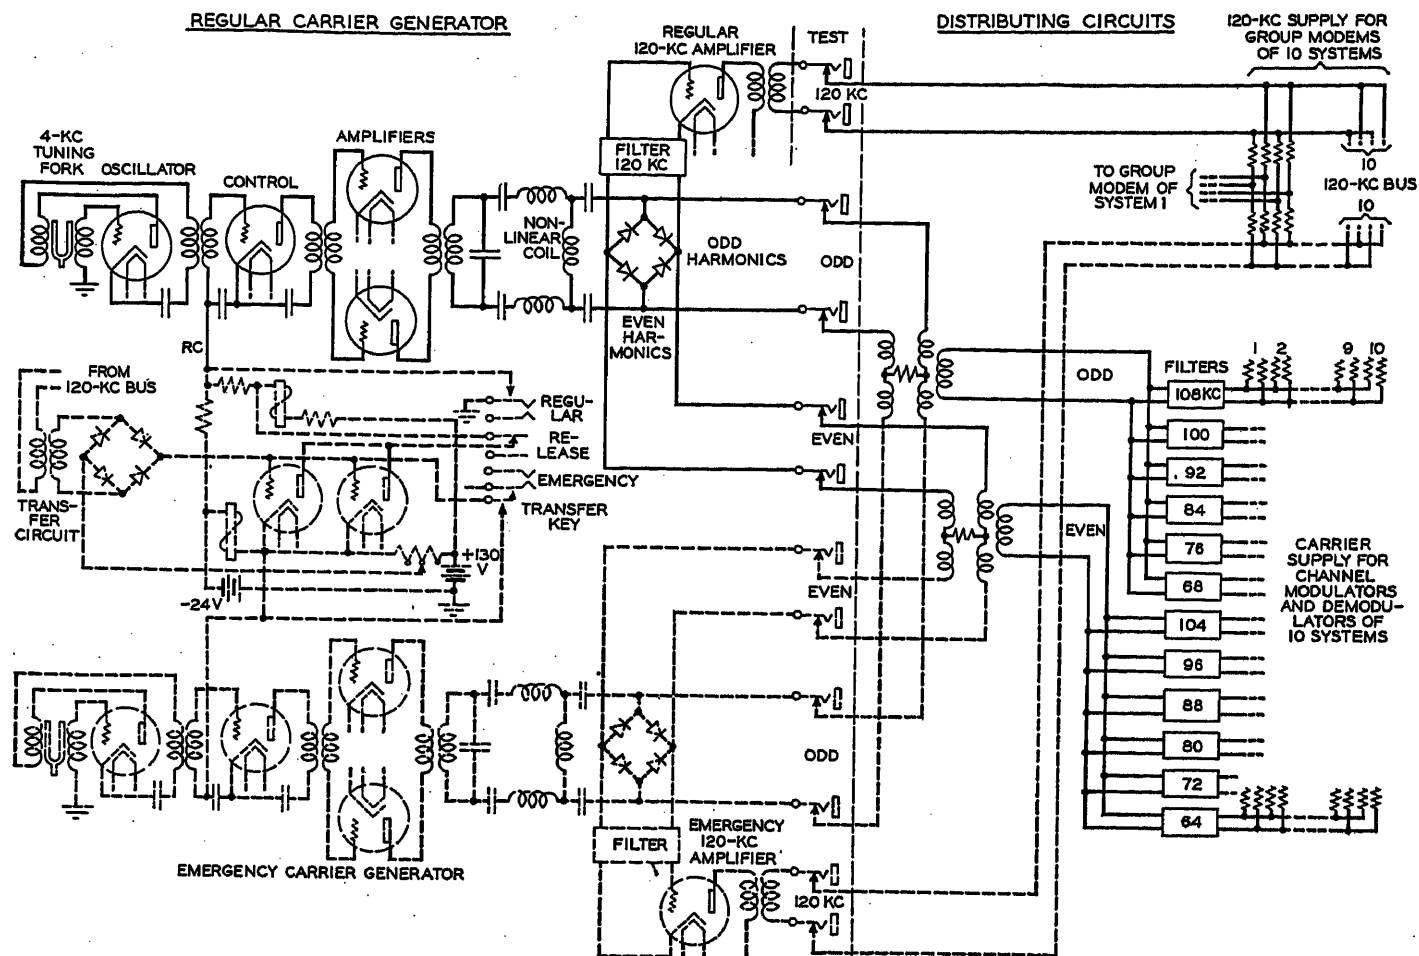 REGULAR CARRIER GENERATOR
DISTRIBUTING CIRCUITS
REGULAR
120-KC AMPLIFIER
TEST
120-KC SUPPLY FOR
GROUP MODEMS
OF 10 SYSTEMS
120 KC
4-KC
TUNING
FORK
OSCILLATOR
CONTROL
AMPLIFIERS
FILTER
120 KC
NON-
LINEAR
COIL
ODD
HARMONICS
EVEN
HAR-
MONICS
ODD
TO GROUP
MODEM OF
SYSTEM 1
10
120-KC BUS
10
RC
FROM
120-KC BUS
TRANS-
FER
CIRCUIT
REGU-
LAR
RE-
LEASE
EMERGENCY
TRANSFER
KEY
+130
V
-24V
EVEN
EVEN
ODD
ODD
EVEN
FILTERS
1 2 9 10
108KC
100
92
84
76
68
104
96
88
80
72
64
CARRIER
SUPPLY FOR
CHANNEL
MODULATORS
AND DEMODU-
LATORS OF
10 SYSTEMS
EMERGENCY CARRIER GENERATOR
FILTER
EMERGENCY
120-KC
AMPLIFIER
120 KC